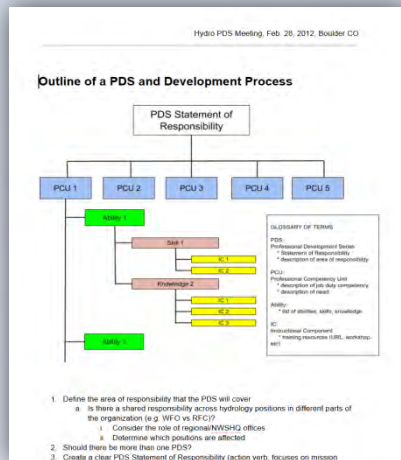 Hydro PDS Meeting, Feb. 28, 2012, Boulder CO
Outline of a PDS and Development Process
PDS Statement of
Responsibility
PCU 1
PCU 2
PCU 3
PCU 4
PCU 5
Ability 1
Skill 1
IC 1
IC 2
Knowledge 2
IC 1
IC 2
IC 3
Ability 1
GLOSSARY OF TERMS
PDS:
Professional Development Series
* Statement of Responsibility
* description of area of responsibility
PCU:
Professional Competency Unit
* description of job duty competency
* description of need
Ability:
* list of abilities, skills, knowledge
IC:
Instructional Component
* training resources (URL, workshop,
etc)
1. Define the area of responsibility that the PDS will cover
a. Is there a shared responsibility across hydrology positions in different parts of
the organization (e.g. WFO vs RFC)?
i. Consider the role of regional/NWSHQ offices
ii. Determine which positions are affected
2. Should there be more than one PDS?
3. Create a clear PDS Statement of Responsibility (action verb, focuses on mission